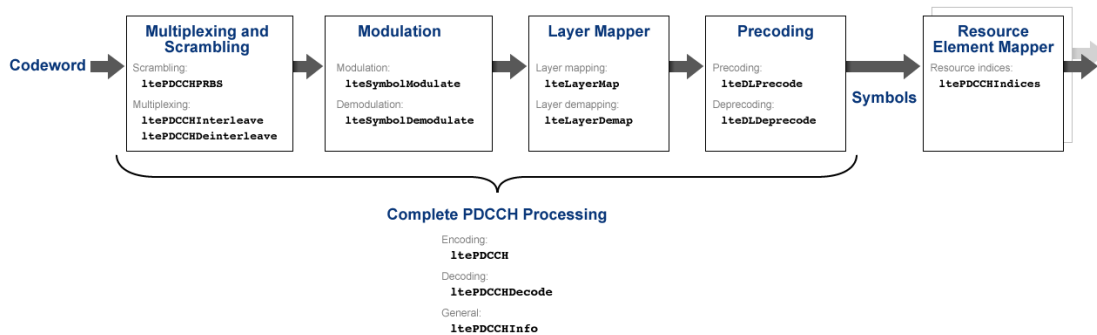 Codeword
Multiplexing and
Scrambling
Scrambling:
ltePDCCHPRBS
Multiplexing:
ltePDCCHInterleave
ltePDCCHDeinterleave
Modulation
Modulation:
lteSymbolModulate
Demodulation:
lteSymbolDemodulate
Layer Mapper
Layer mapping:
lteLayerMap
Layer demapping:
lteLayerDemap
Precoding
Precoding:
lteDLPrecode
Deprecoding:
lteDLDeprecode
Symbols
Resource
Element Mapper
Resource indices:
ltePDCCHIndices
Complete PDCCH Processing
Encoding:
ltePDCCH
Decoding:
ltePDCCHDecode
General:
ltePDCCHInfo